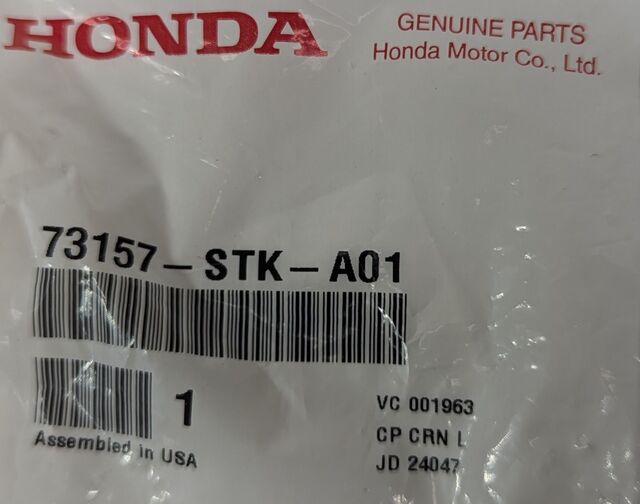 HONDA
GENUINE PARTS
Honda Motor Co., Ltd.
73157-STK-A01
1
Assembled in USA
VC 001963
CP CRN L
JD 24047